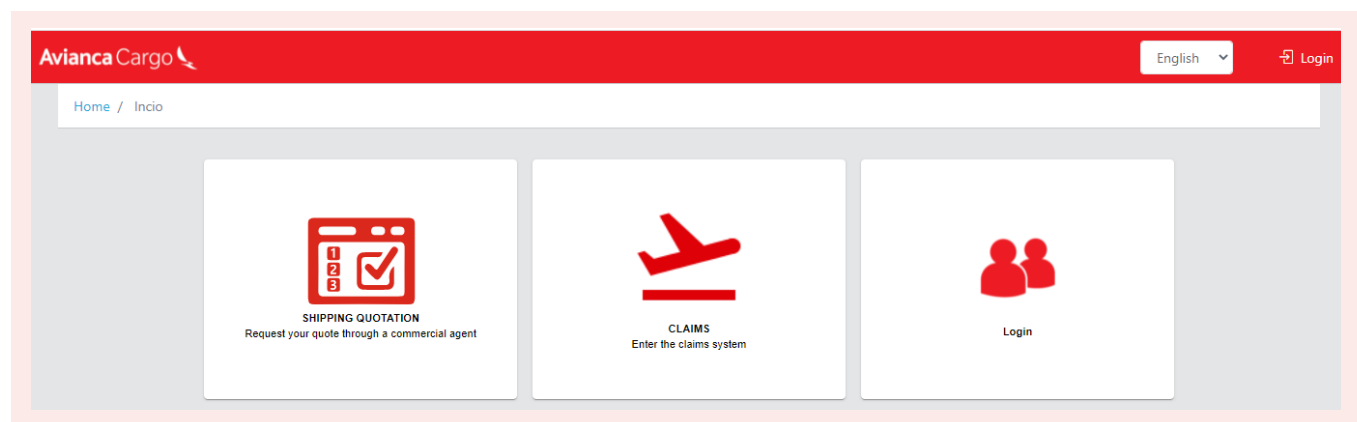 Avianca Cargo
English
Login
Home / Incio
1
2
3
SHIPPING QUOTATION
Request your quote through a commercial agent
CLAIMS
Enter the claims system
Login